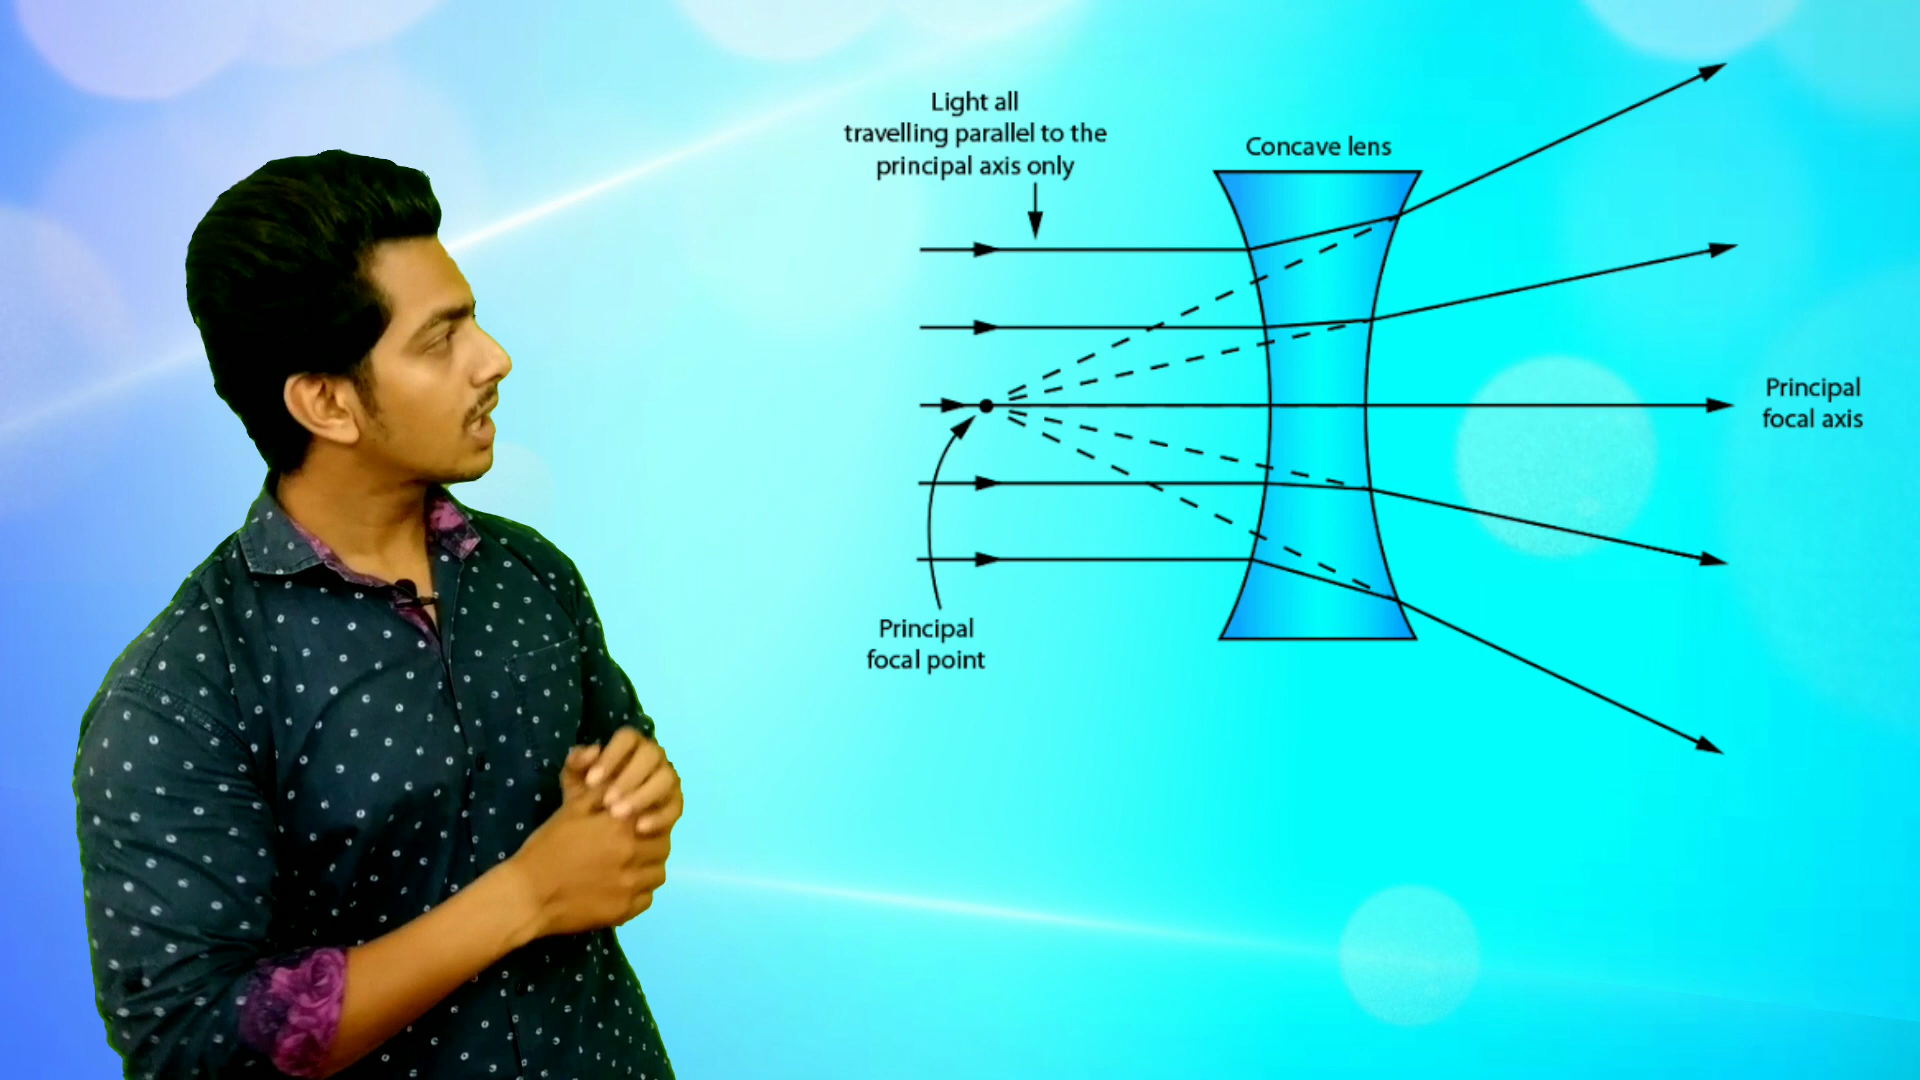 Light all
travelling parallel to the
principal axis only
Concave lens
Principal
focal axis
Principal
focal point